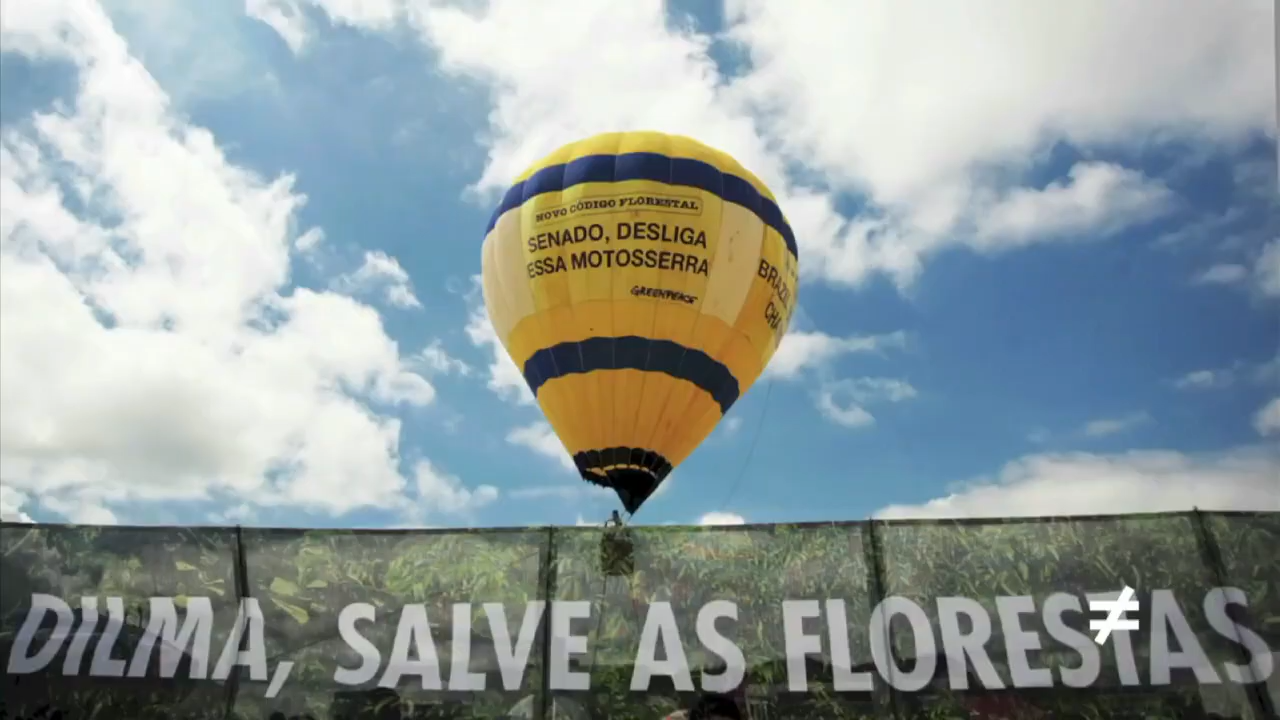 NOVO CÓDIGO FLORESTAL
SENADO, DESLIGA
ESSA MOTOSSERRA
GREENPEACE
DILMA, SALVE AS FLORESTAS
≠